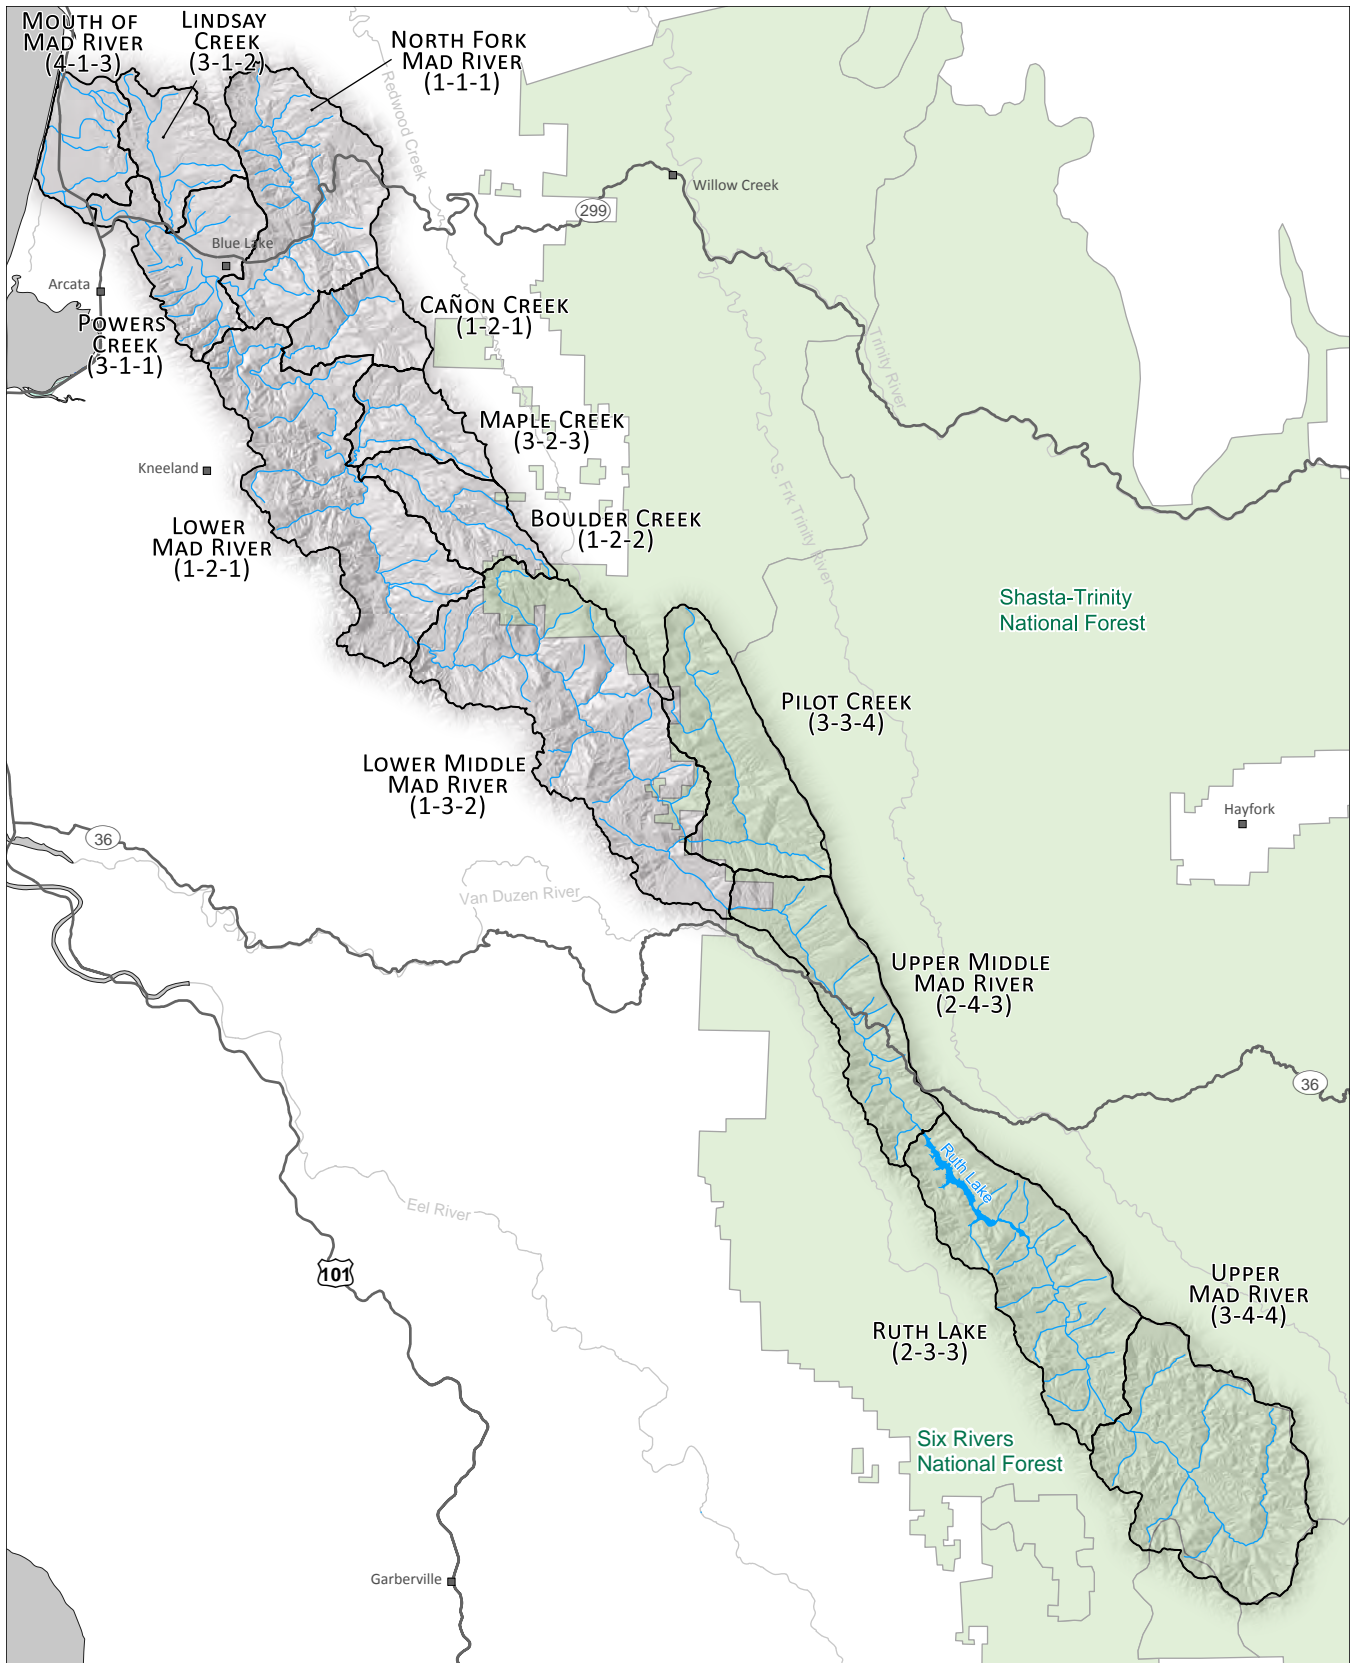 MOUTH OF
MAD RIVER
(4-1-3)
LINDSAY
CREEK
(3-1-2)
NORTH FORK
MAD RIVER
(1-1-1)
Redwood Creek
Willow Creek
299
Blue Lake
Arcata
POWERS
CREEK
(3-1-1)
CAÑON CREEK
(1-2-1)
Trinity River
MAPLE CREEK
(3-2-3)
Kneeland
S. Frk Trinity River
LOWER
MAD RIVER
(1-2-1)
BOULDER CREEK
(1-2-2)
Shasta-Trinity
National Forest
PILOT CREEK
(3-3-4)
LOWER MIDDLE
MAD RIVER
(1-3-2)
Hayfork
36
Van Duzen River
UPPER MIDDLE
MAD RIVER
(2-4-3)
36
Ruth Lake
Eel River
101
UPPER
MAD RIVER
(3-4-4)
RUTH LAKE
(2-3-3)
Six Rivers
National Forest
Garberville